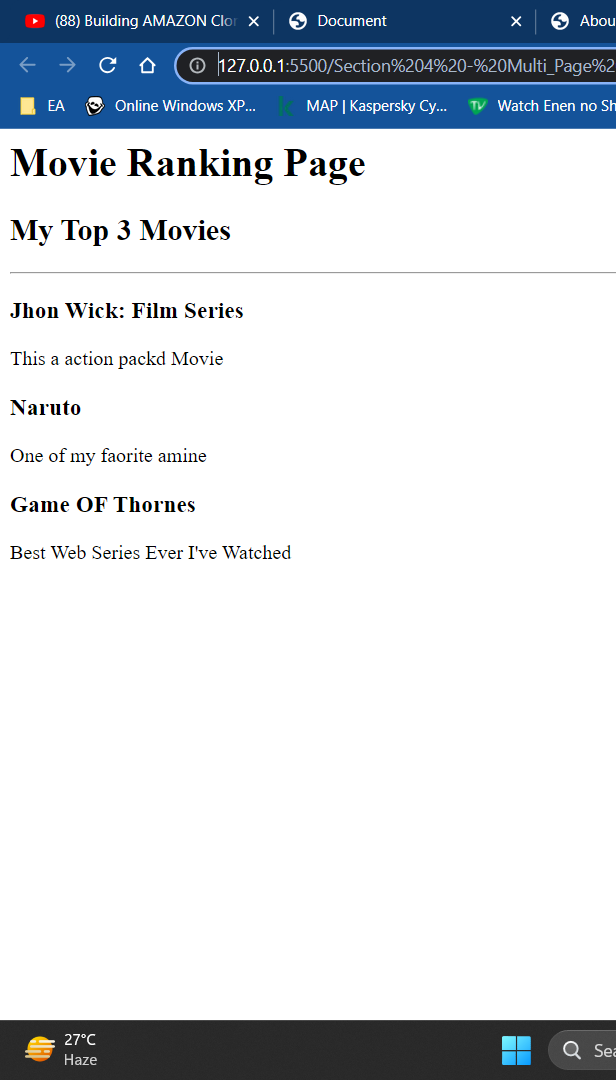 (88) Building AMAZON Clo
Document
Abou
127.0.0.1:5500/Section%204%20-%20Multi_Page%2
EA
Online Windows XP...
MAP | Kaspersky Cy...
Watch Enen no Sh
Movie Ranking Page
My Top 3 Movies
Jhon Wick: Film Series
This a action packd Movie
Naruto
One of my faorite amine
Game OF Thornes
Best Web Series Ever I've Watched
27°C
Haze
Sea